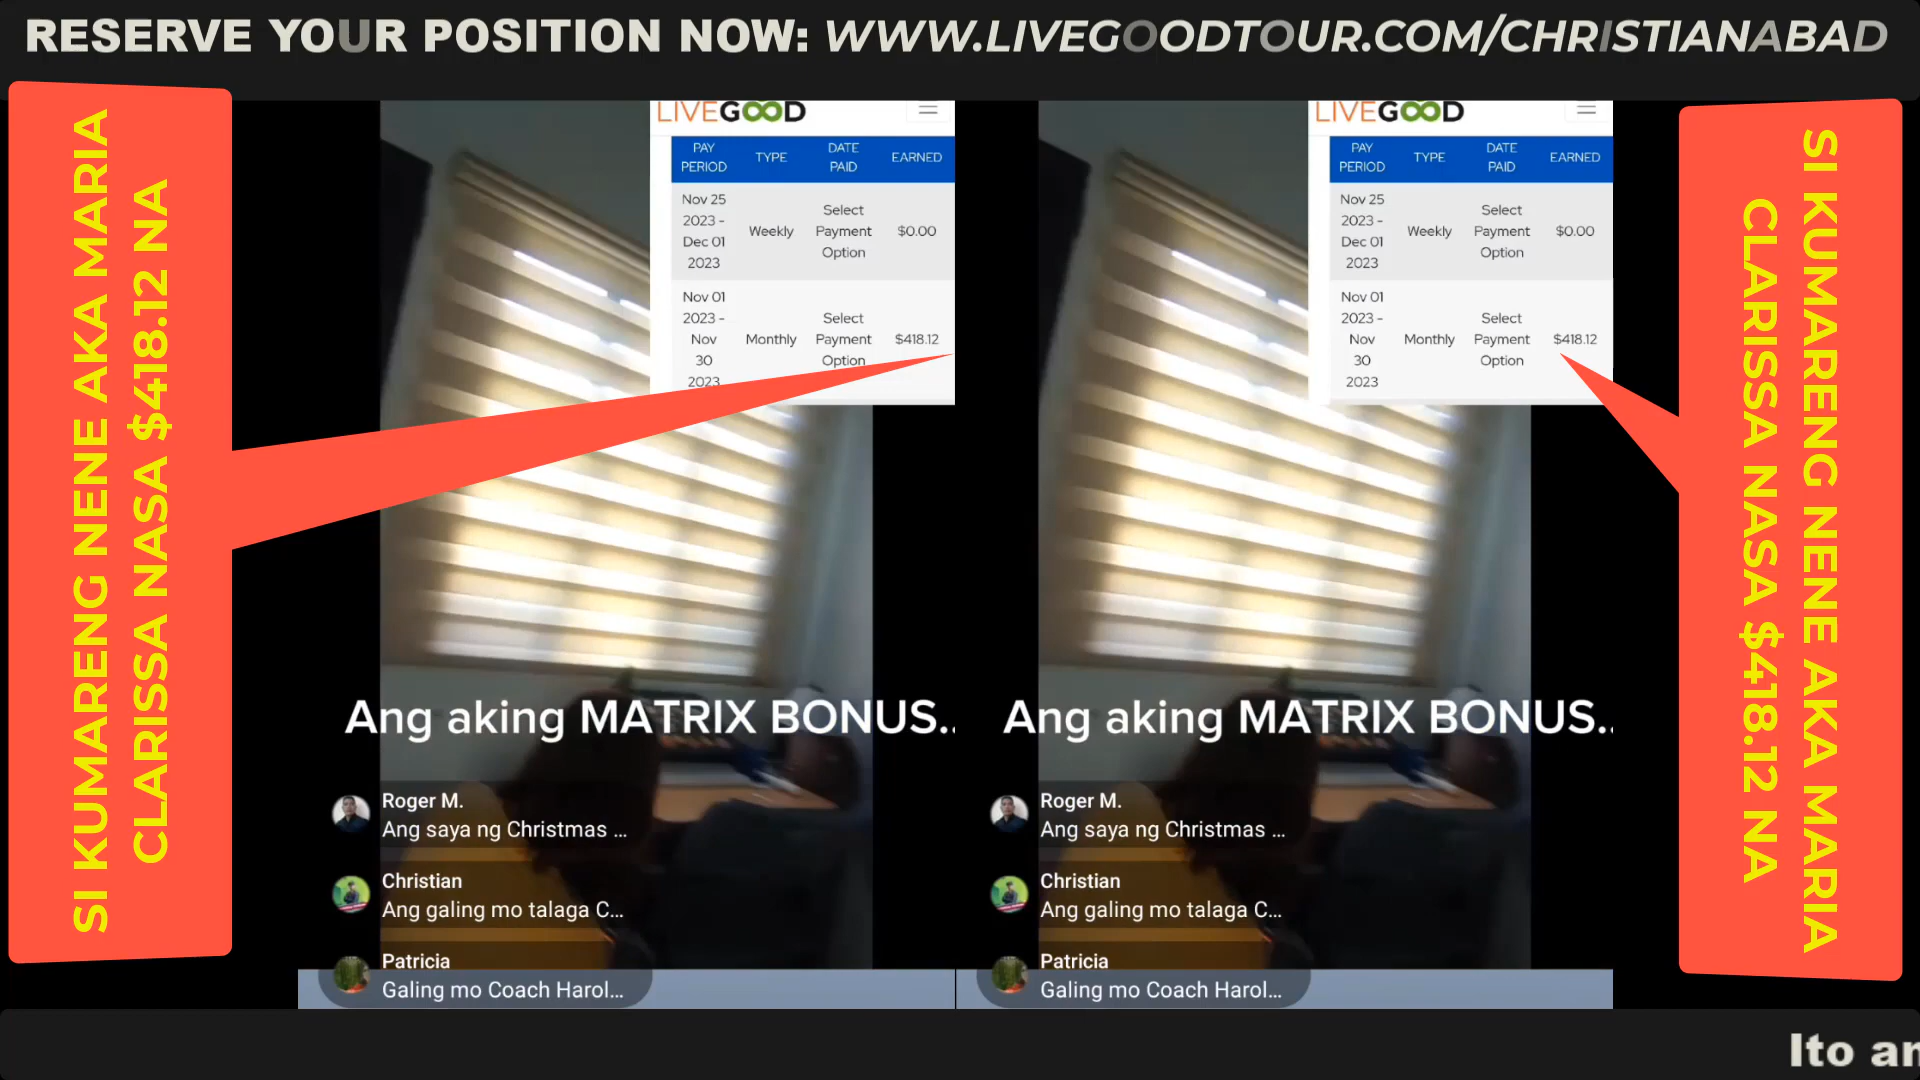 RESERVE YOUR POSITION NOW: WWW.LIVEGOODTOUR.COM/CHRISTIANABAD
SI KUMARENG NENE AKA MARIA
CLARISSA NASA $418.12 NA
LIVEGOOD
PAY PERIOD TYPE DATE PAID EARNED
Nov 25 2023 - Dec 01 2023 Weekly Select Payment Option $0.00
Nov 01 2023 - Nov 30 2023 Monthly Select Payment Option $418.12
Ang aking MATRIX BONUS..
Roger M.
Ang saya ng Christmas ...
Christian
Ang galing mo talaga C...
Patricia
Galing mo Coach Harol...
LIVEGOOD
PAY PERIOD TYPE DATE PAID EARNED
Nov 25 2023 - Dec 01 2023 Weekly Select Payment Option $0.00
Nov 01 2023 - Nov 30 2023 Monthly Select Payment Option $418.12
Ang aking MATRIX BONUS..
Roger M.
Ang saya ng Christmas ...
Christian
Ang galing mo talaga C...
Patricia
Galing mo Coach Harol...
SI KUMARENG NENE AKA MARIA
CLARISSA NASA $418.12 NA
Ito an